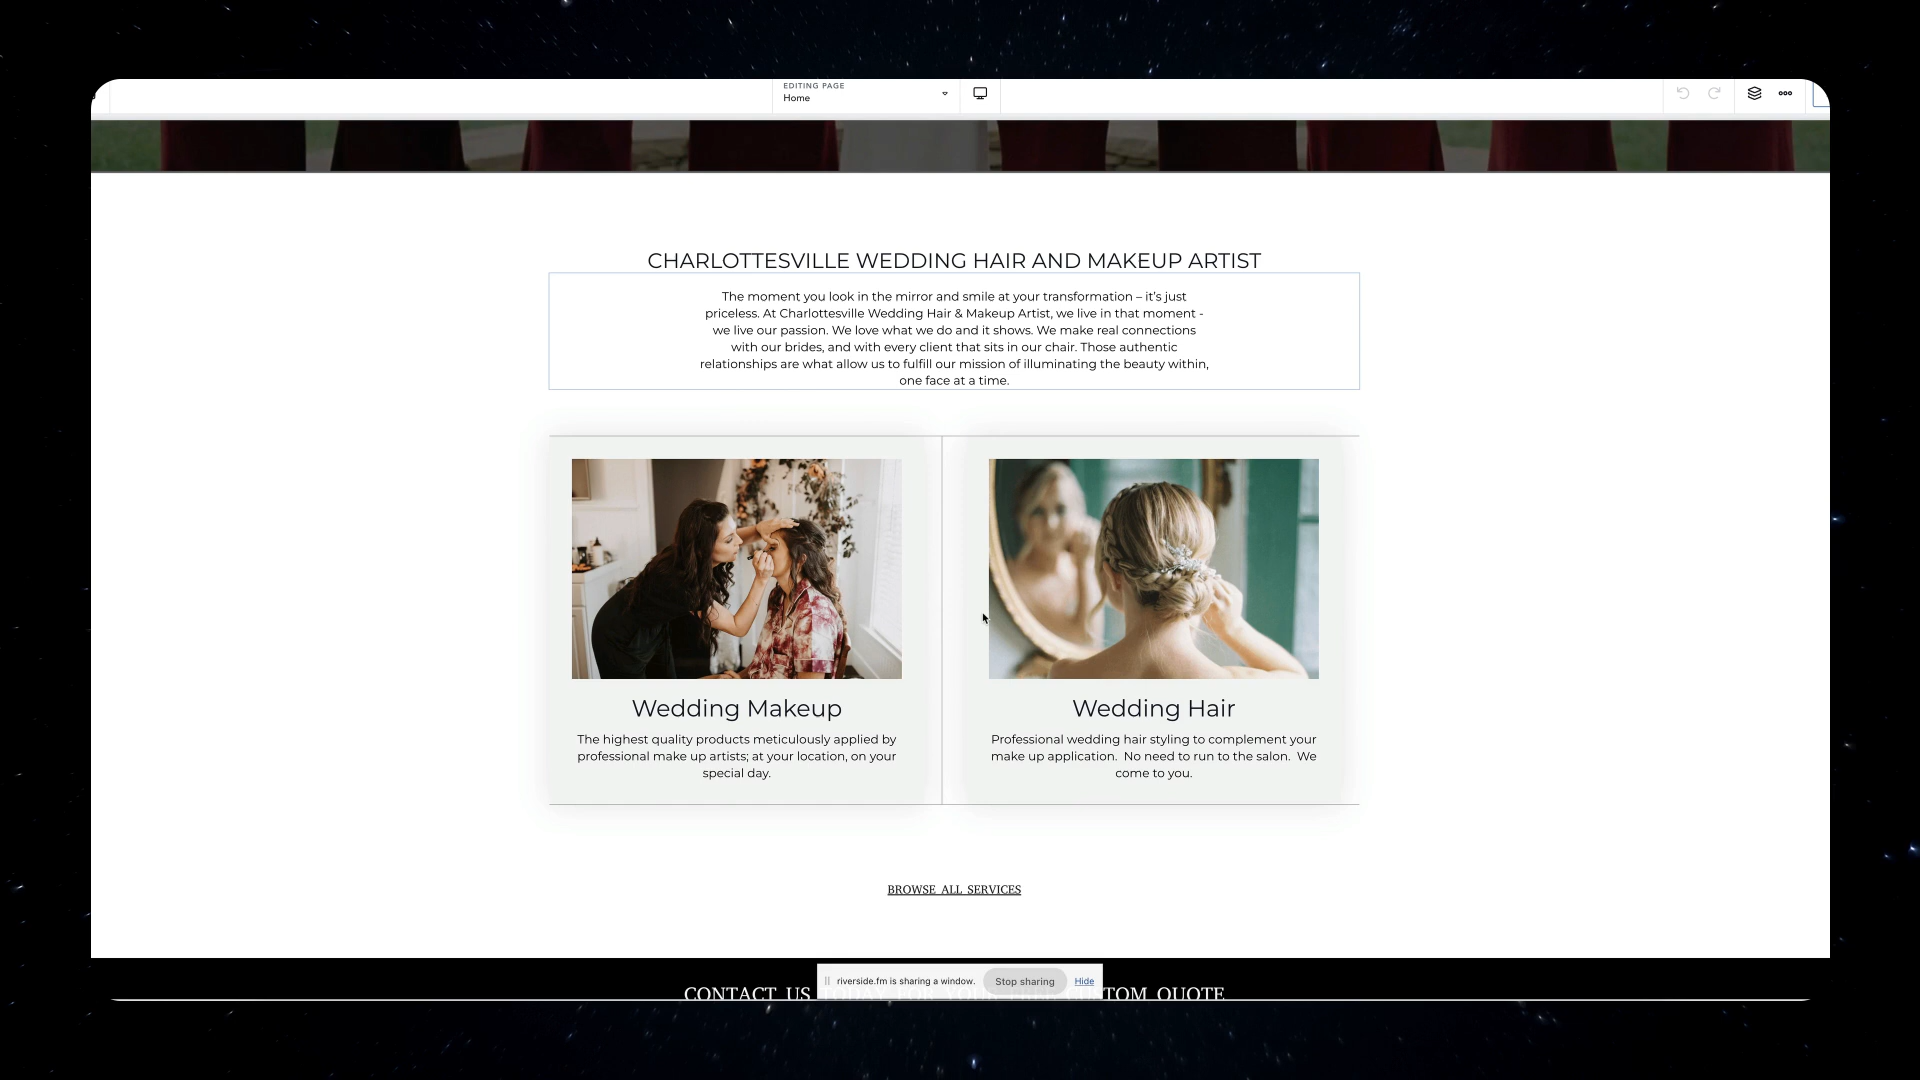 EDITING PAGE
Home
CHARLOTTESVILLE WEDDING HAIR AND MAKEUP ARTIST
The moment you look in the mirror and smile at your transformation – it’s just
priceless. At Charlottesville Wedding Hair & Makeup Artist, we live in that moment -
we live our passion. We love what we do and it shows. We make real connections
with our brides, and with every client that sits in our chair. Those authentic
relationships are what allow us to fulfill our mission of illuminating the beauty within,
one face at a time.
Wedding Makeup
The highest quality products meticulously applied by
professional make up artists; at your location, on your
special day.
Wedding Hair
Professional wedding hair styling to complement your
make up application.  No need to run to the salon.  We
come to you.
BROWSE ALL SERVICES
riverside.fm is sharing a window. Stop sharing Hide
CONTACT US QUOTE